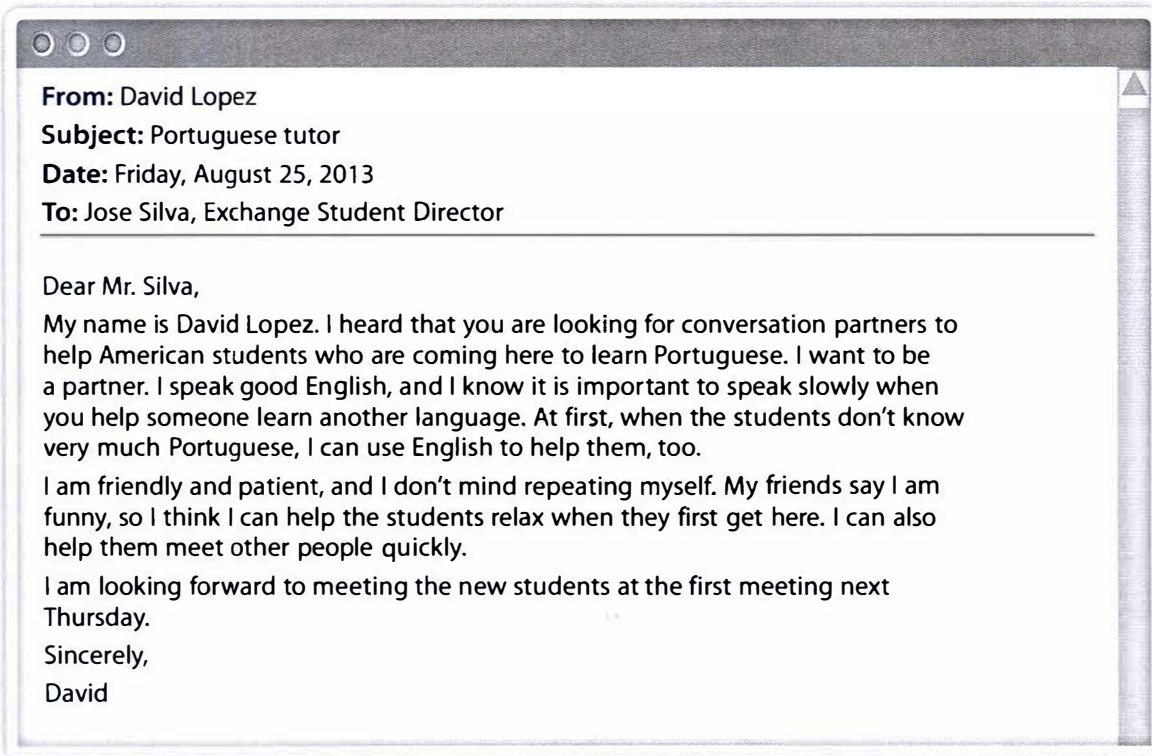 From: David Lopez
Subject: Portuguese tutor
Date: Friday, August 25, 2013
To: Jose Silva, Exchange Student Director
Dear Mr. Silva,
My name is David Lopez. I heard that you are looking for conversation partners to
help American students who are coming here to learn Portuguese. I want to be
a partner. I speak good English, and I know it is important to speak slowly when
you help someone learn another language. At first, when the students don't know
very much Portuguese, I can use English to help them, too.
I am friendly and patient, and I don't mind repeating myself. My friends say I am
funny, so I think I can help the students relax when they first get here. I can also
help them meet other people quickly.
I am looking forward to meeting the new students at the first meeting next
Thursday.
Sincerely,
David